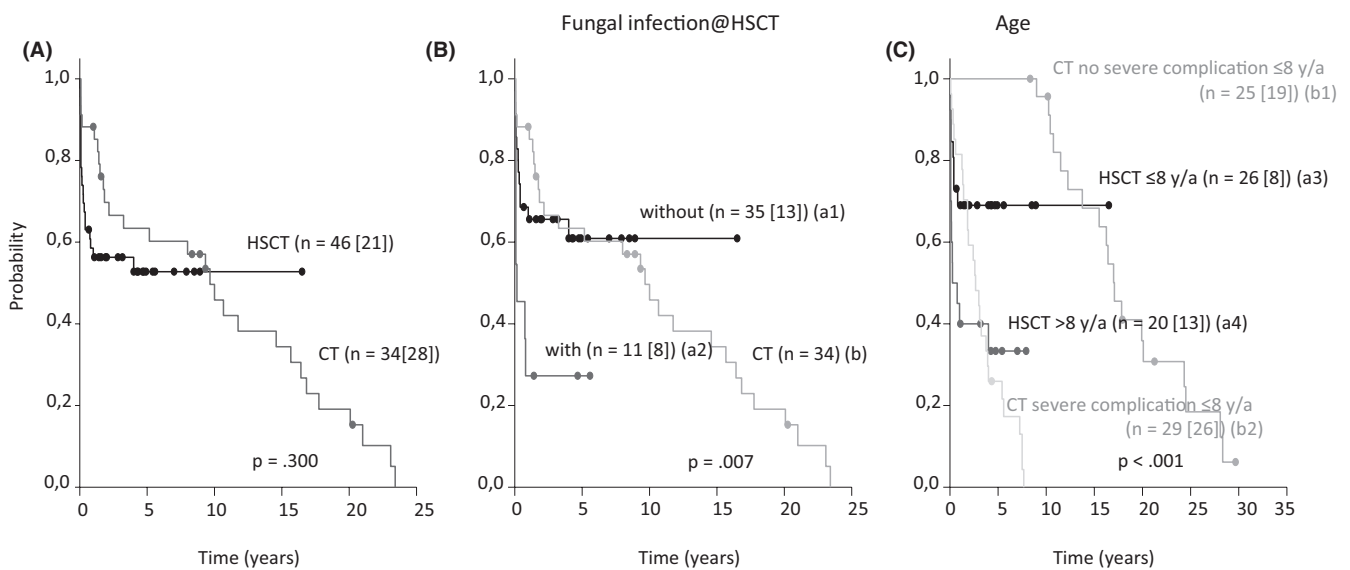 Fungal infection@HSCT
Age
(A)
Probability
1,0
0,8
0,6
0,4
0,2
0,0
HSCT (n = 46 [21])
CT (n = 34[28])
p = .300
0 5 10 15 20 25
Time (years)
(B)
1,0
0,8
0,6
0,4
0,2
0,0
without (n = 35 [13]) (a1)
with (n = 11 [8]) (a2)
CT (n = 34) (b)
p = .007
0 5 10 15 20 25
Time (years)
(C)
1,0
0,8
0,6
0,4
0,2
0,0
CT no severe complication ≤8 y/a
(n = 25 [19]) (b1)
HSCT ≤8 y/a (n = 26 [8]) (a3)
HSCT >8 y/a (n = 20 [13]) (a4)
CT severe complication ≤8 y/a
(n = 29 [26]) (b2)
p < .001
0 5 10 15 20 25 30 35
Time (years)